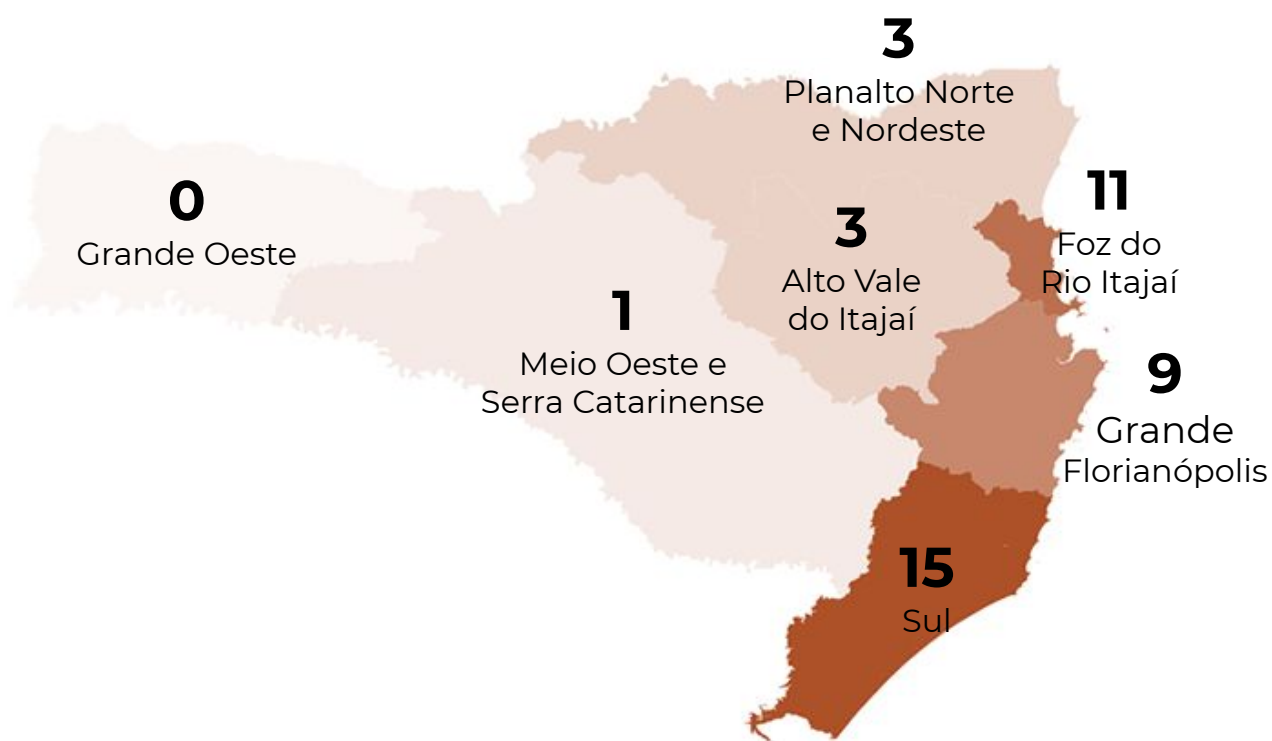 3
Planalto Norte
e Nordeste
0
Grande Oeste
11
Foz do
Rio Itajaí
3
Alto Vale
do Itajaí
1
Meio Oeste e
Serra Catarinense
9
Grande
Florianópolis
15
Sul